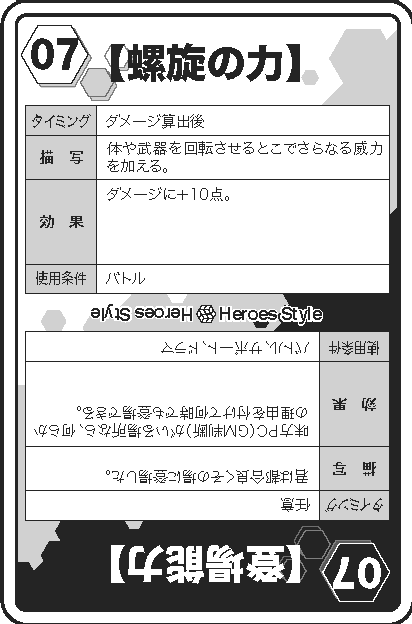 07 【螺旋の力】
タイミング ダメージ算出後
描 写 体や武器を回転させるとこでさらなる威力
を加える。
効 果 ダメージに+10点。
使用条件 バトル
Heroes Style Heroes Style
07 【登場能力】
タイミング 任意
描 写 君は都合良くその場に登場した。
効 果 味方PC(GM判断)がいる場所なら、何らか
の理由を付けて何時でも登場できる。
使用条件 バトル、サポート、ドラマ